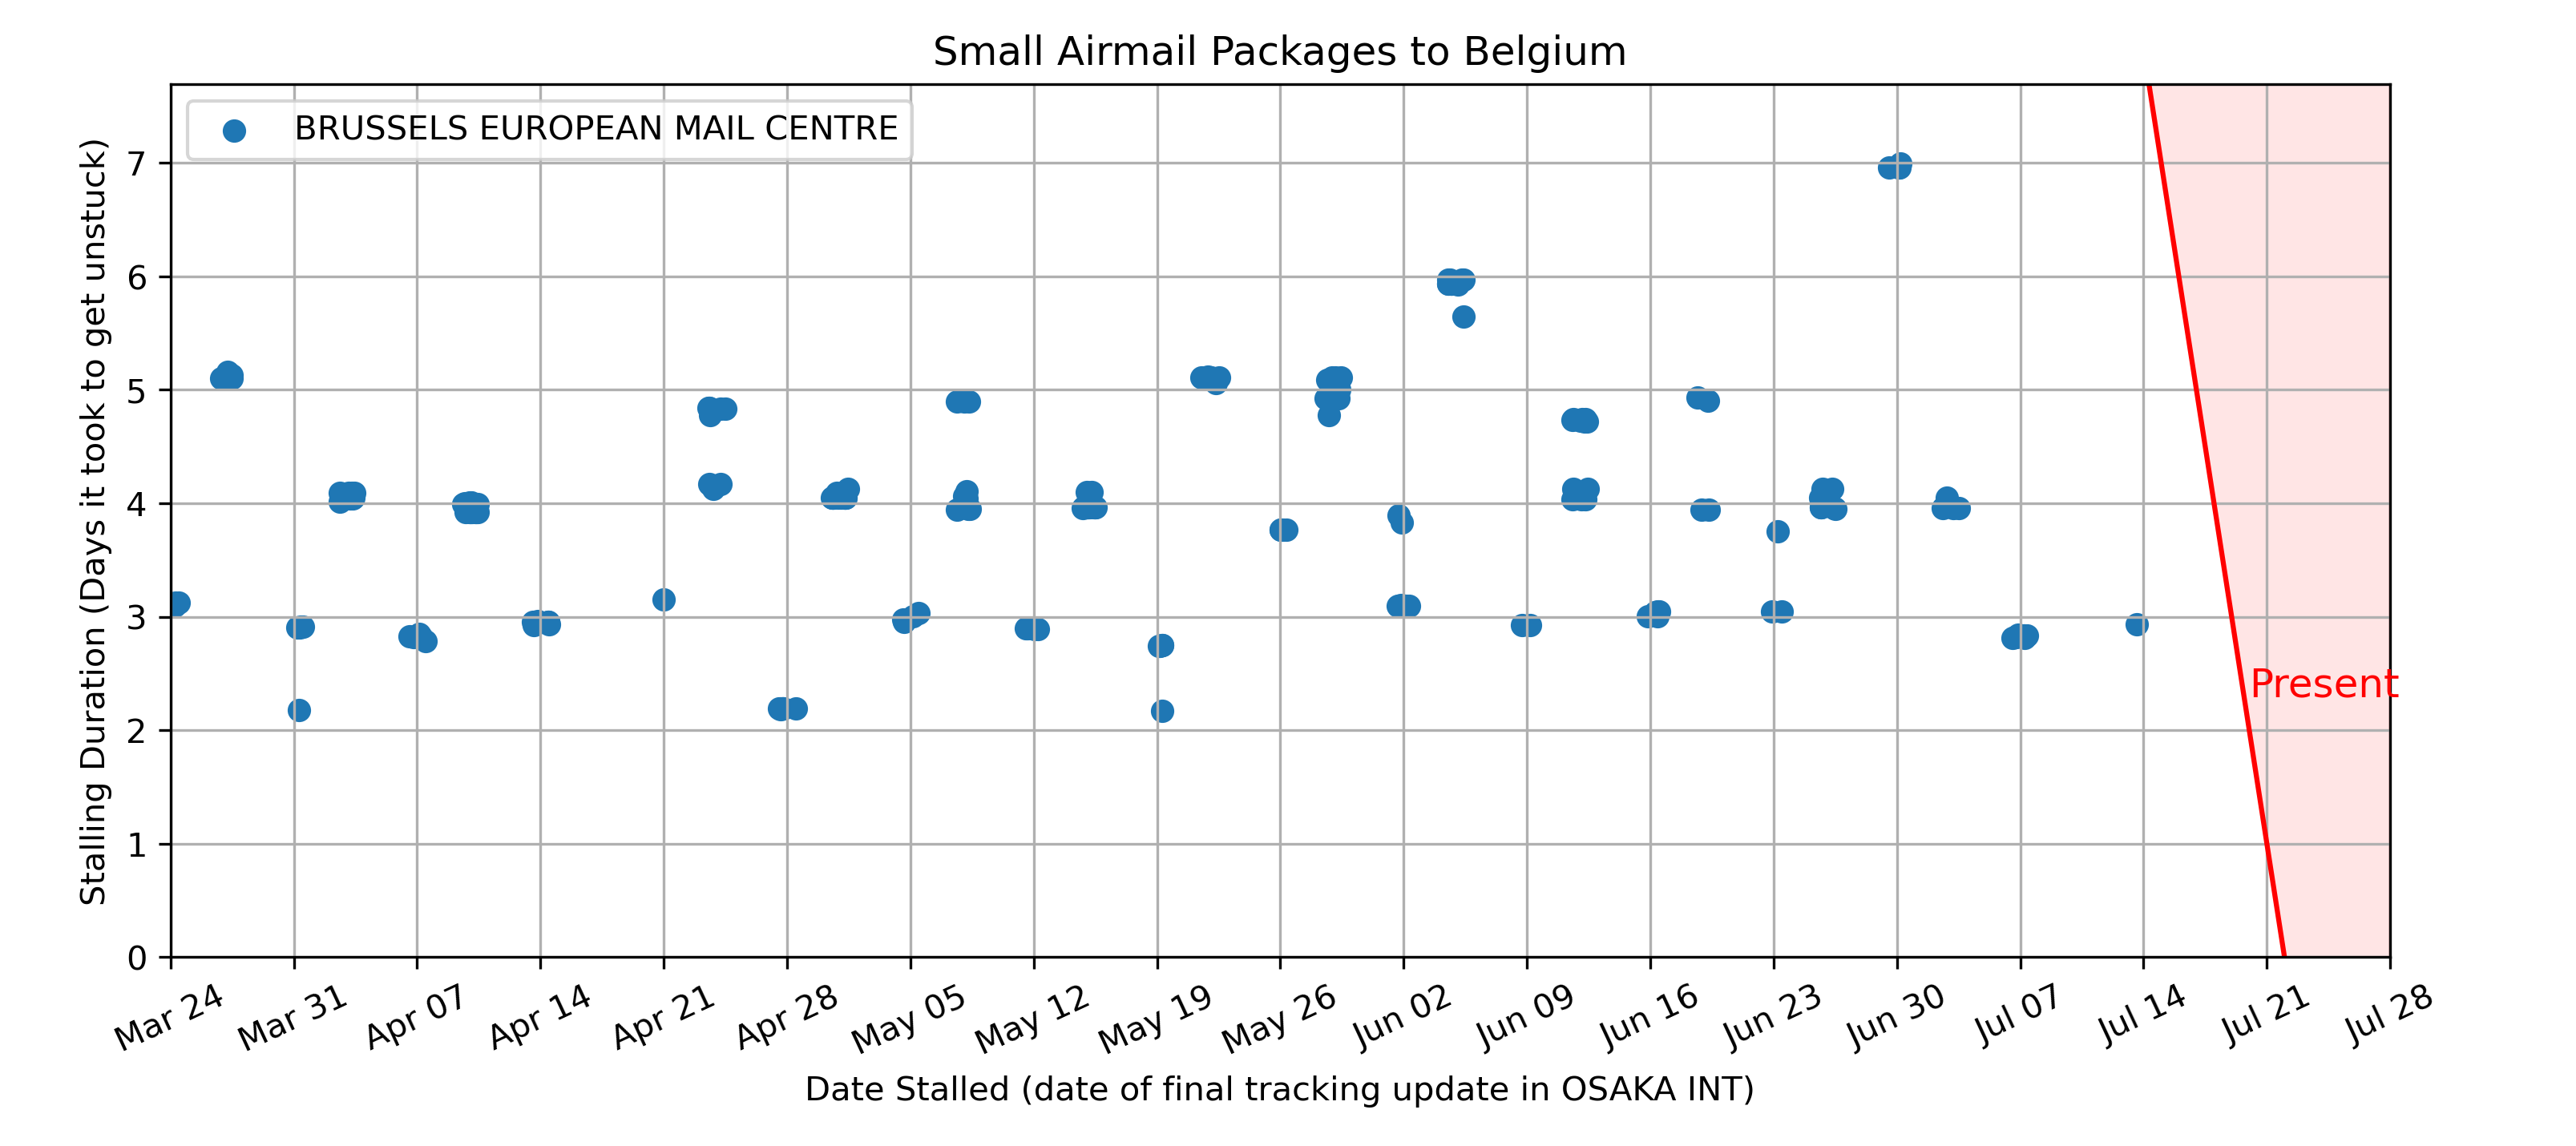 Small Airmail Packages to Belgium
BRUSSELS EUROPEAN MAIL CENTRE
Stalling Duration (Days it took to get unstuck)
7
6
5
4
3
2
1
0
Present
Mar 24
Mar 31
Apr 07
Apr 14
Apr 21
Apr 28
May 05
May 12
May 19
May 26
Jun 02
Jun 09
Jun 16
Jun 23
Jun 30
Jul 07
Jul 14
Jul 21
Jul 28
Date Stalled (date of final tracking update in OSAKA INT)